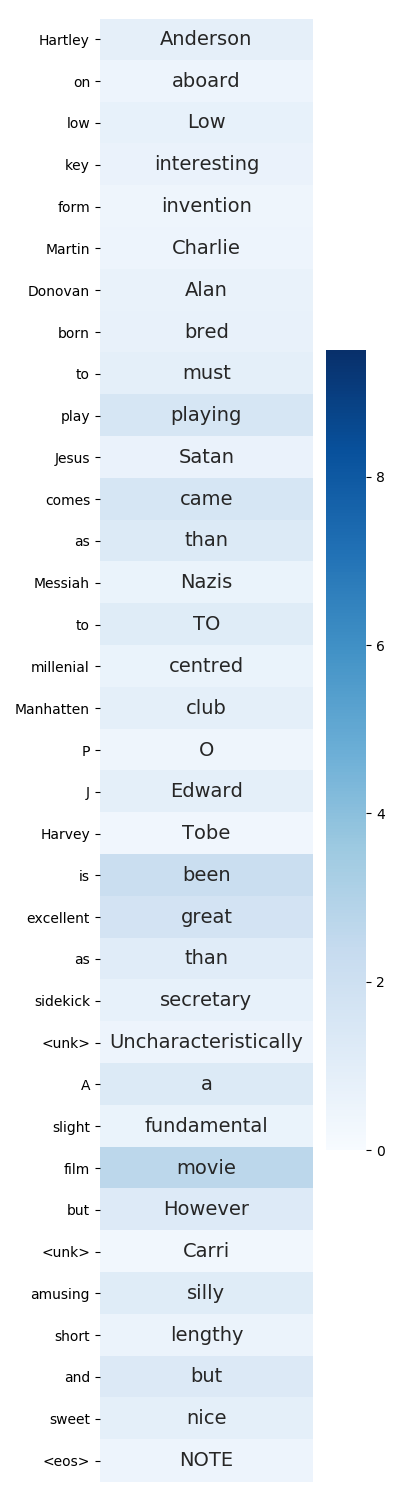 Hartley Anderson
on aboard
low Low
key interesting
form invention
Martin Charlie
Donovan Alan
born bred
to must
play playing
Jesus Satan
comes came
as than
Messiah Nazis
to TO
millenial centred
Manhatten club
P O
J Edward
Harvey Tobe
is been
excellent great
as than
sidekick secretary
<unk> Uncharacteristically
A a
slight fundamental
film movie
but However
<unk> Carri
amusing silly
short lengthy
and but
sweet nice
<eos> NOTE
8
6
4
2
0